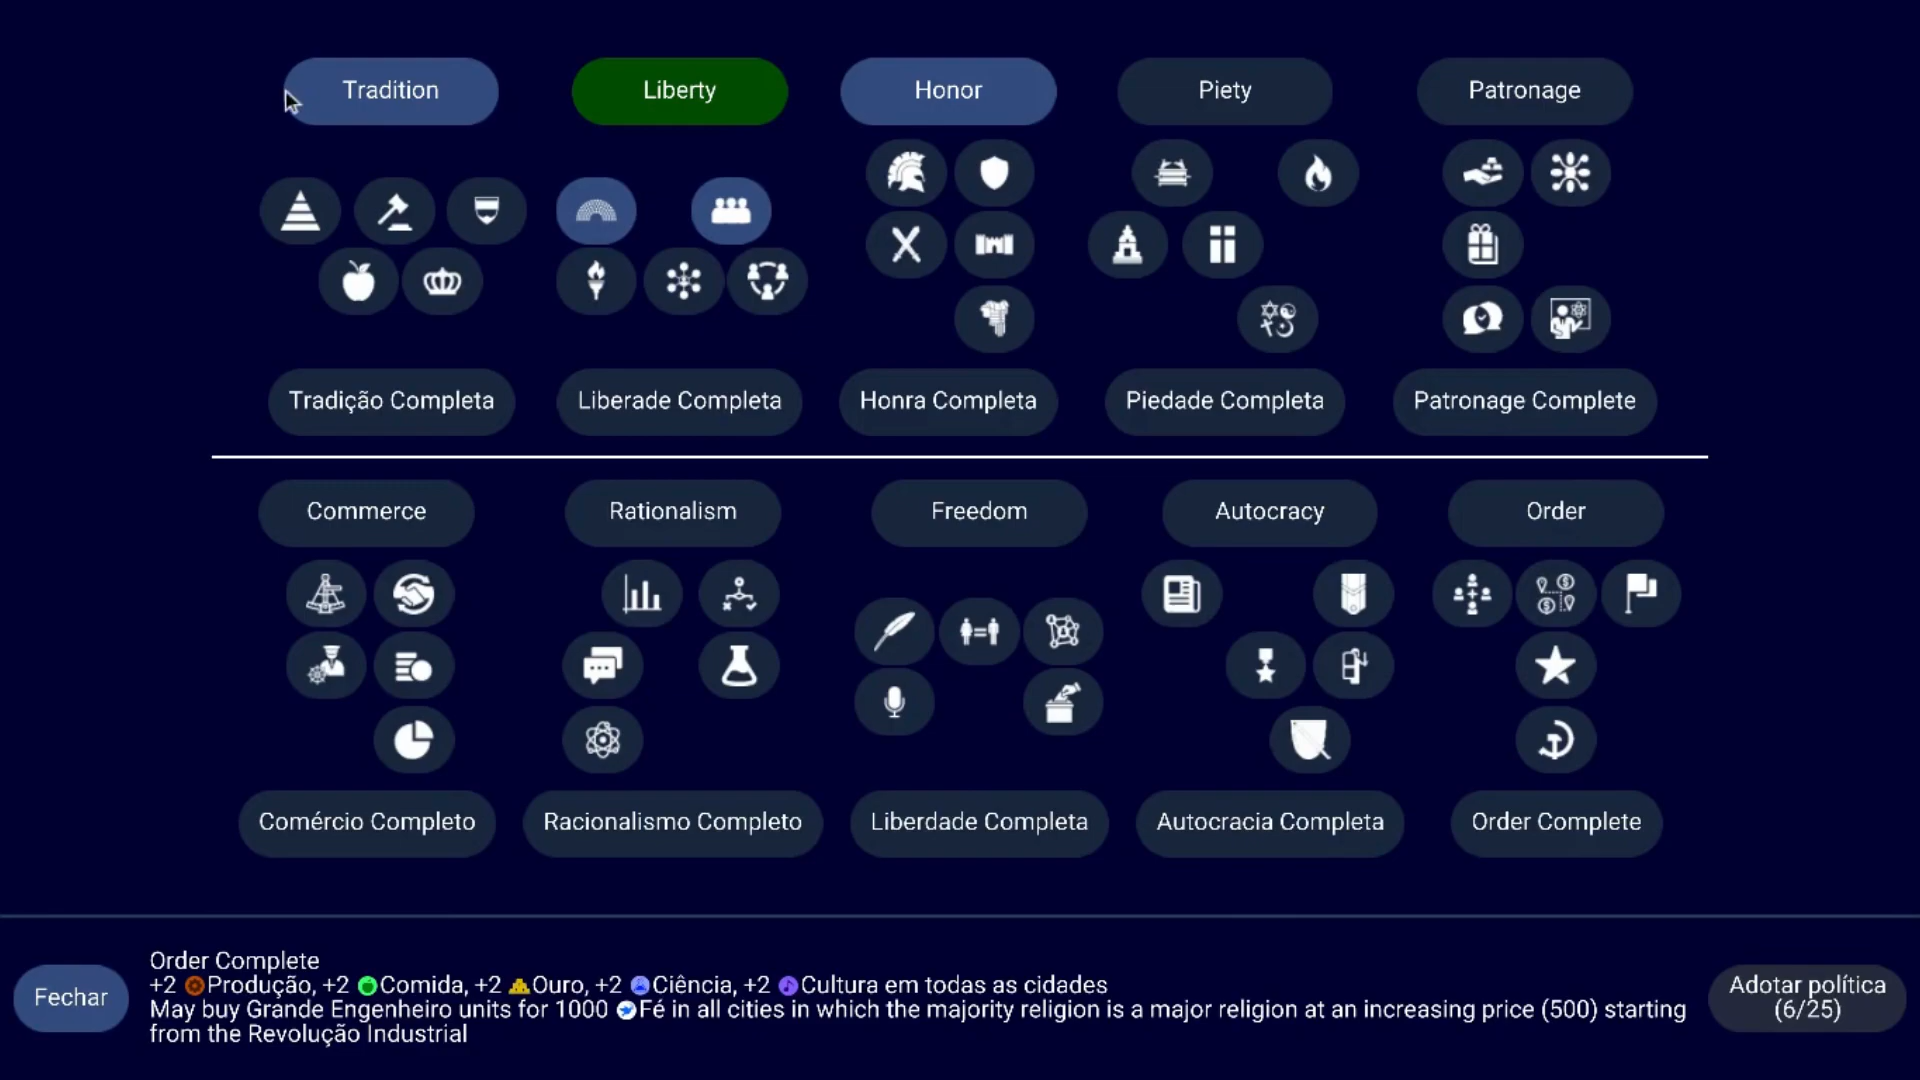 Tradition
Liberty
Honor
Piety
Patronage
Tradição Completa
Liberade Completa
Honra Completa
Piedade Completa
Patronage Complete
Commerce
Rationalism
Freedom
Autocracy
Order
Comércio Completo
Racionalismo Completo
Liberdade Completa
Autocracia Completa
Order Complete
Fechar
Order Complete
+2 Produção, +2 Comida, +2 Ouro, +2 Ciência, +2 Cultura em todas as cidades
May buy Grande Engenheiro units for 1000 Fé in all cities in which the majority religion is a major religion at an increasing price (500) starting
from the Revolução Industrial
Adotar política
(6/25)